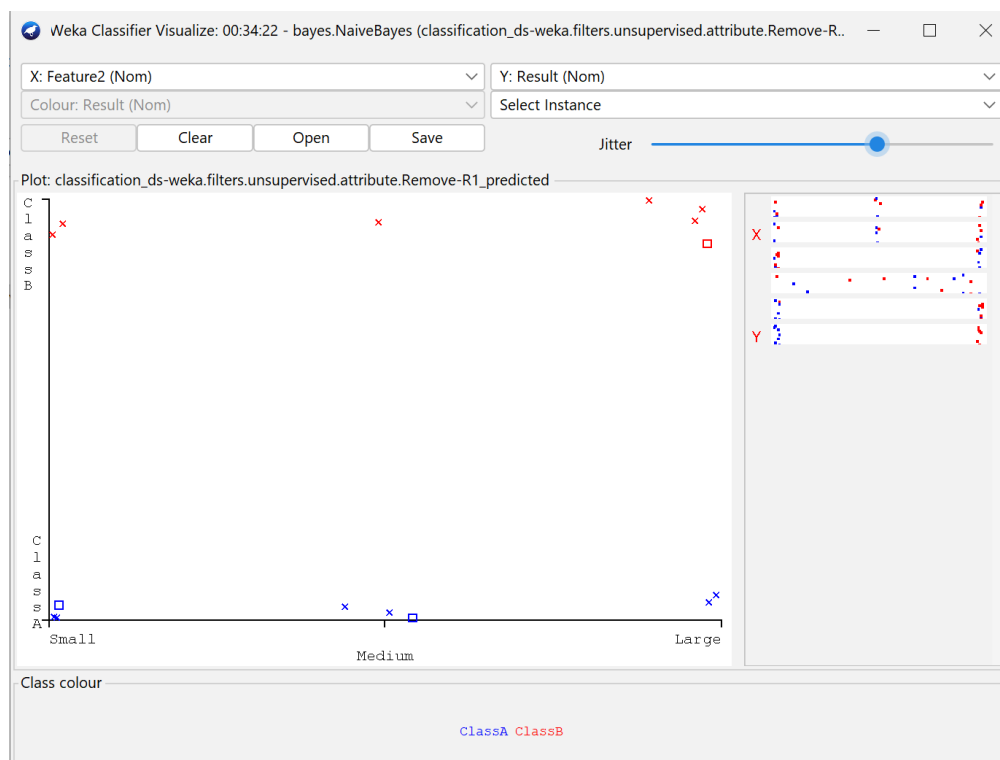 Weka Classifier Visualize: 00:34:22 - bayes.NaiveBayes (classification_ds-weka.filters.unsupervised.attribute.Remove-R..
X: Feature2 (Nom)
Y: Result (Nom)
Colour: Result (Nom)
Select Instance
Reset
Clear
Open
Save
Jitter
Plot: classification_ds-weka.filters.unsupervised.attribute.Remove-R1_predicted
ClassB
X
Y
ClassA
Small
Medium
Large
Class colour
ClassA ClassB